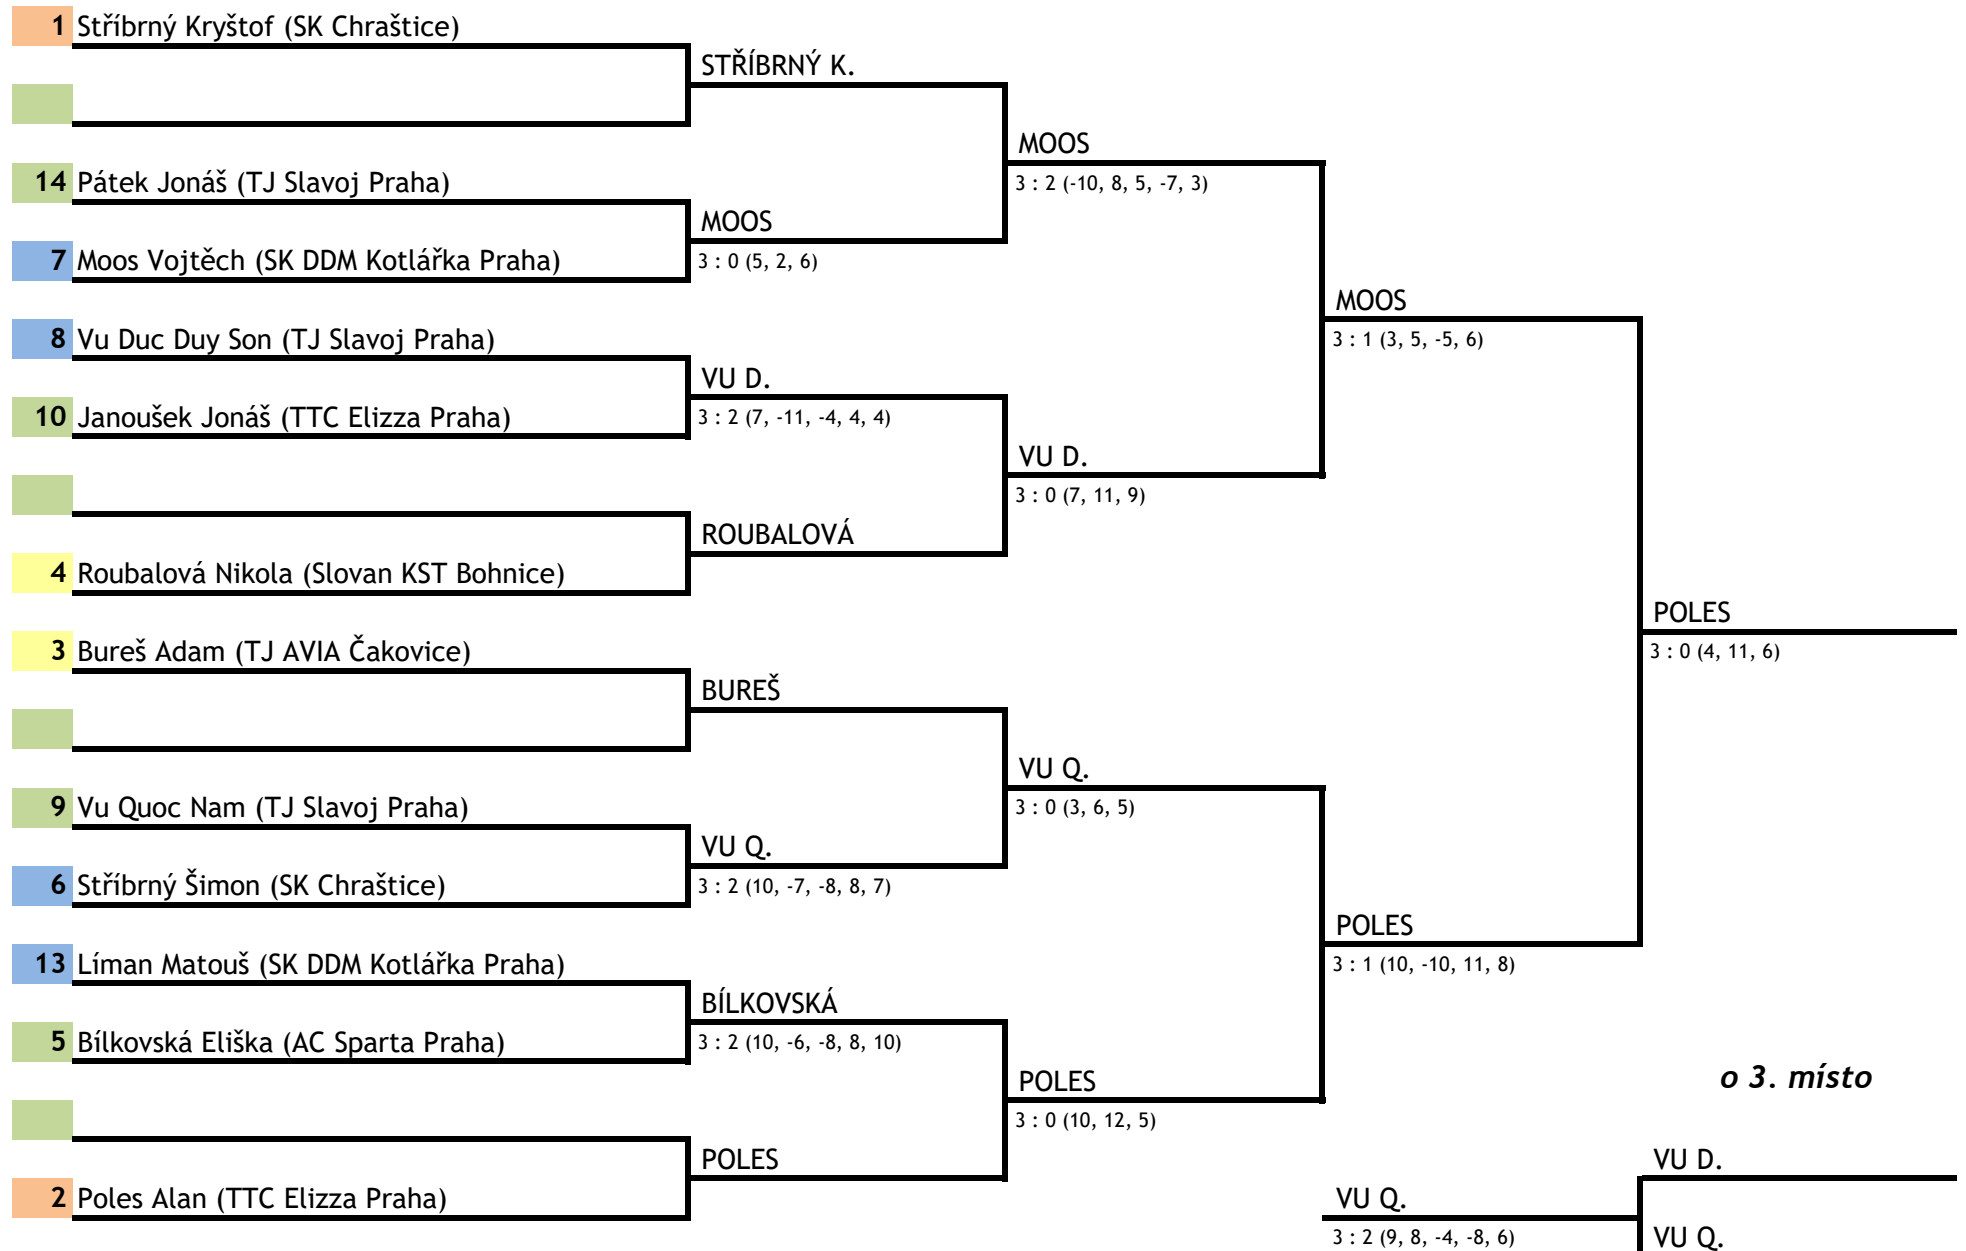 1 Stříbrný Kryštof (SK Chraštice)
STŘÍBRNÝ K.
MOOS
14 Pátek Jonáš (TJ Slavoj Praha)
3 : 2 (-10, 8, 5, -7, 3)
MOOS
7 Moos Vojtěch (SK DDM Kotlářka Praha)
3 : 0 (5, 2, 6)
MOOS
8 Vu Duc Duy Son (TJ Slavoj Praha)
3 : 1 (3, 5, -5, 6)
VU D.
10 Janoušek Jonáš (TTC Elizza Praha)
3 : 2 (7, -11, -4, 4, 4)
VU D.
3 : 0 (7, 11, 9)
ROUBALOVÁ
4 Roubalová Nikola (Slovan KST Bohnice)
POLES
3 Bureš Adam (TJ AVIA Čakovice)
3 : 0 (4, 11, 6)
BUREŠ
VU Q.
9 Vu Quoc Nam (TJ Slavoj Praha)
3 : 0 (3, 6, 5)
VU Q.
6 Stříbrný Šimon (SK Chraštice)
3 : 2 (10, -7, -8, 8, 7)
POLES
13 Líman Matouš (SK DDM Kotlářka Praha)
3 : 1 (10, -10, 11, 8)
BÍLKOVSKÁ
5 Bílkovská Eliška (AC Sparta Praha)
3 : 2 (10, -6, -8, 8, 10)
o 3. místo
POLES
3 : 0 (10, 12, 5)
POLES
VU D.
2 Poles Alan (TTC Elizza Praha)
VU Q.
3 : 2 (9, 8, -4, -8, 6)
VU Q.